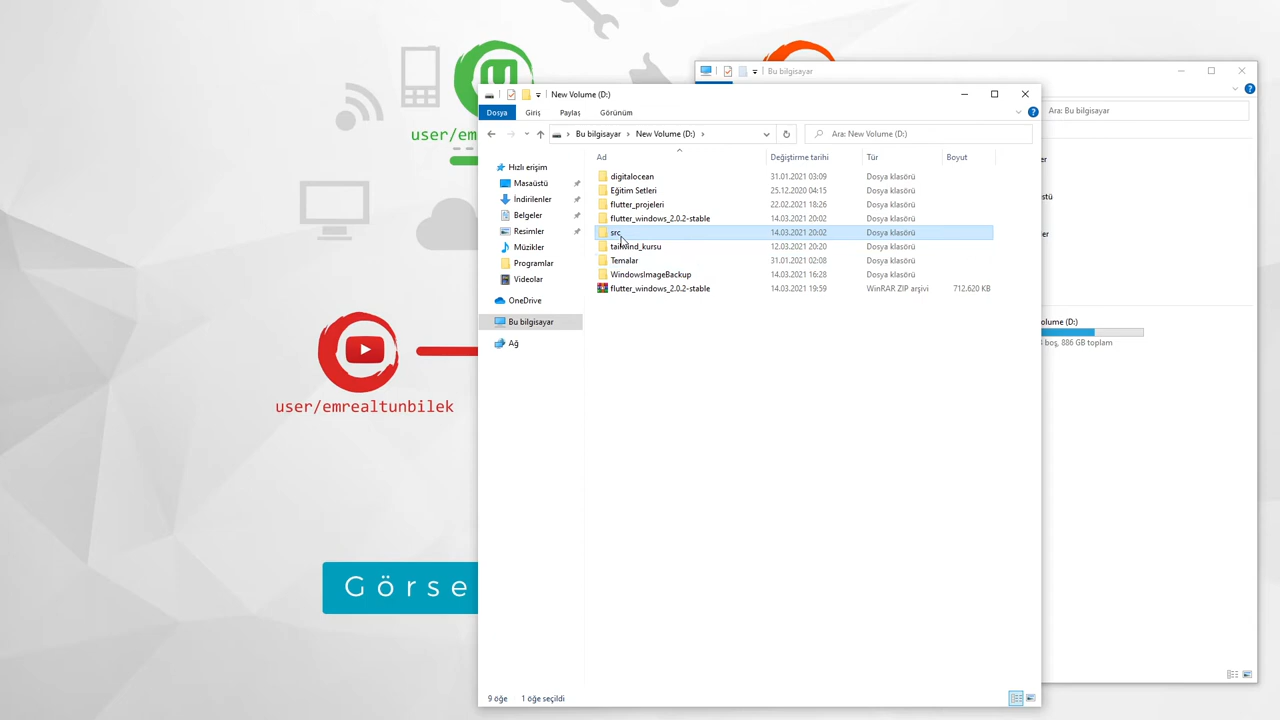 Bu bilgisayar
New Volume (D:)
Dosya
Giriş
Paylaş
Görünüm
Ara: Bu bilgisayar
user/em
Bu bilgisayar > New Volume (D:) >
Ara: New Volume (D:)
Ad
Değiştirme tarihi
Tür
Boyut
Hızlı erişim
Masaüstü
İndirilenler
Belgeler
Resimler
Müzikler
Programlar
Videolar
OneDrive
Bu bilgisayar
Ağ
digitalocean 31.01.2021 03:09 Dosya klasörü
Eğitim Setleri 25.12.2020 04:15 Dosya klasörü
flutter_projeleri 22.02.2021 18:26 Dosya klasörü
flutter_windows_2.0.2-stable 14.03.2021 20:02 Dosya klasörü
src 14.03.2021 20:02 Dosya klasörü
tailwind_kursu 12.03.2021 20:20 Dosya klasörü
Temalar 31.01.2021 02:08 Dosya klasörü
WindowsImageBackup 14.03.2021 16:28 Dosya klasörü
flutter_windows_2.0.2-stable 14.03.2021 19:59 WinRAR ZIP arşivi 712.620 KB
er
stü
er
olume (D:)
boş, 886 GB toplam
user/emrealtunbilek
Görse
9 öğe
1 öğe seçildi